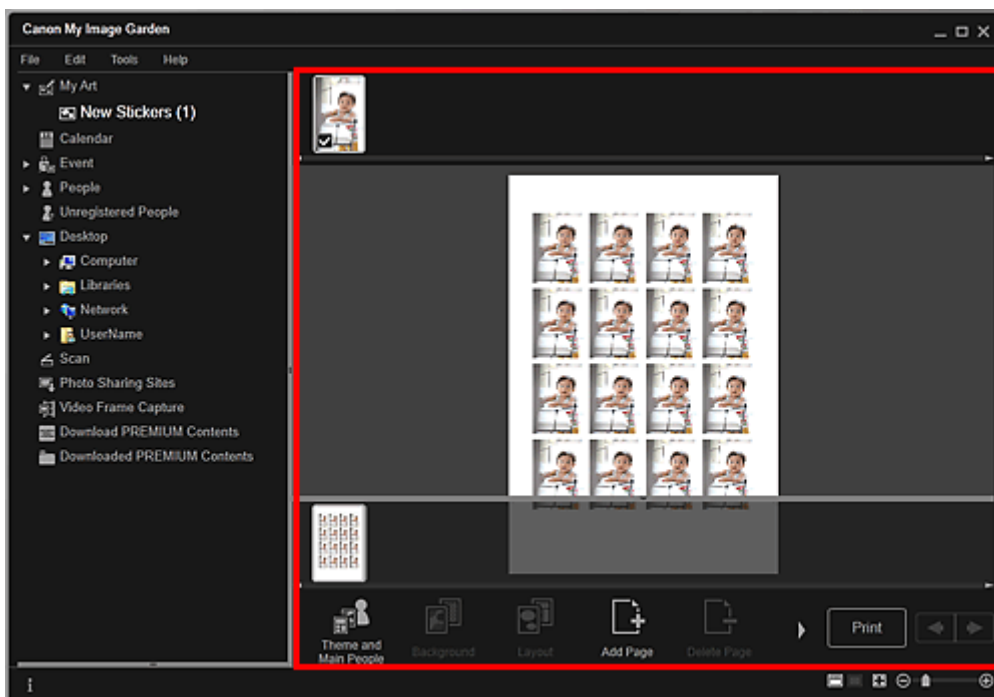 Canon My Image Garden
File Edit Tools Help
My Art
New Stickers (1)
Calendar
Event
People
Unregistered People
Desktop
Computer
Libraries
Network
UserName
Scan
Photo Sharing Sites
Video Frame Capture
Download PREMIUM Contents
Downloaded PREMIUM Contents
Theme and
Main People
Background
Layout
Add Page
Delete Page
Print